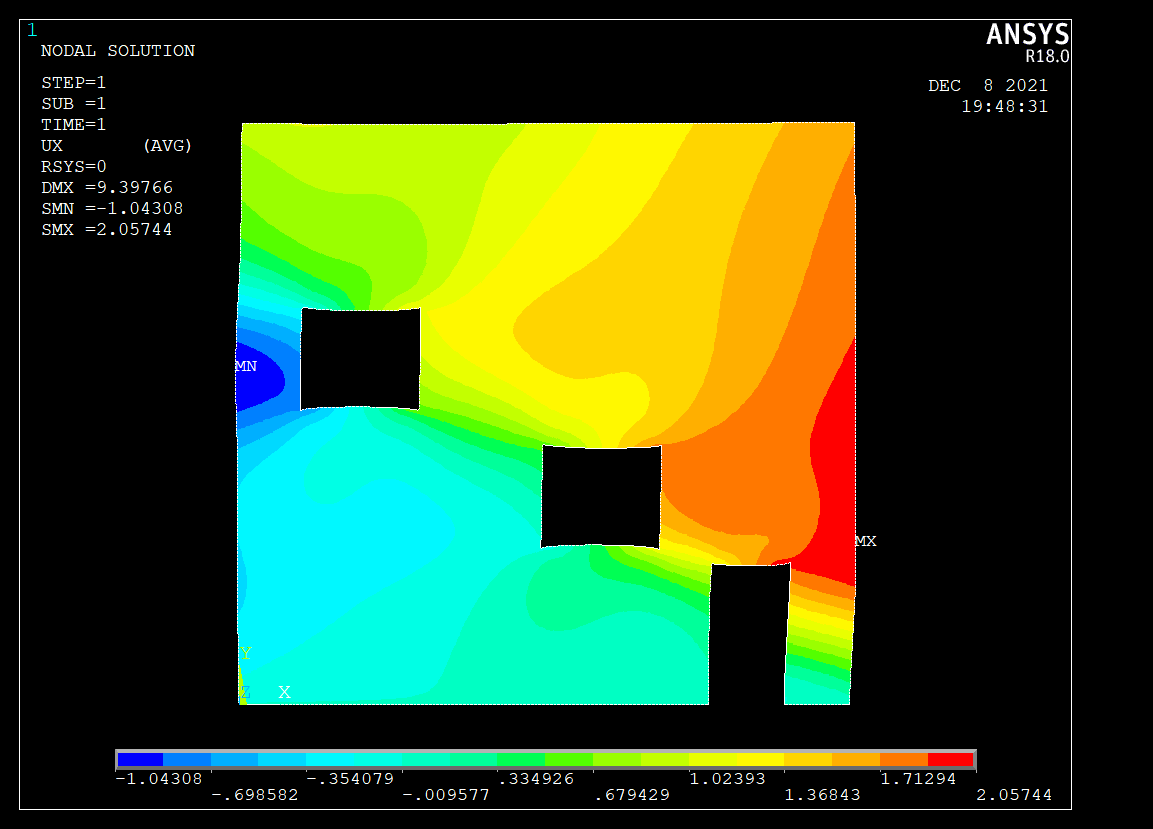 1
ANSYS
R18.0
NODAL SOLUTION
STEP=1
SUB =1
TIME=1
UX (AVG)
RSYS=0
DMX =9.39766
SMN =-1.04308
SMX =2.05744
DEC 8 2021
19:48:31
MN
MX
Y
Z X
-1.04308 -.354079 .334926 1.02393 1.71294
-.698582 -.009577 .679429 1.36843 2.05744